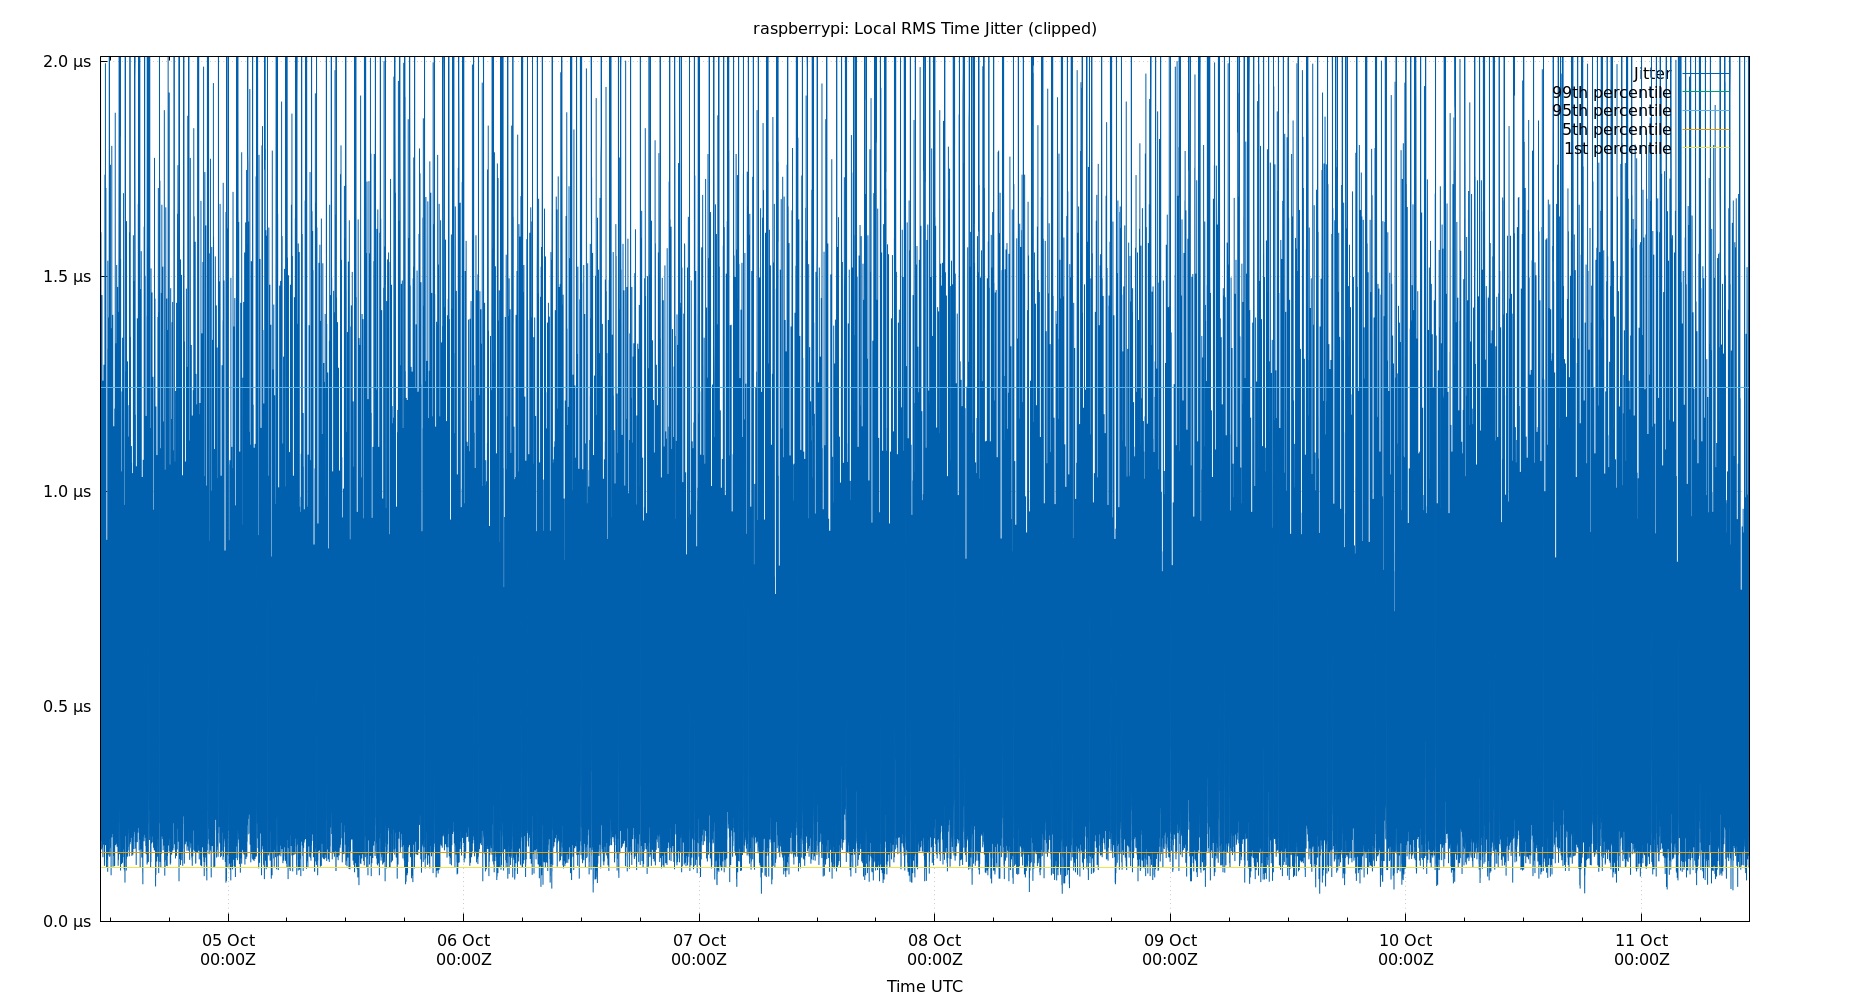 raspberrypi: Local RMS Time Jitter (clipped)
2.0 µs
1.5 µs
1.0 µs
0.5 µs
0.0 µs
Jitter
99th percentile
95th percentile
5th percentile
1st percentile
05 Oct 06 Oct 07 Oct 08 Oct 09 Oct 10 Oct 11 Oct
00:00Z 00:00Z 00:00Z 00:00Z 00:00Z 00:00Z 00:00Z
Time UTC